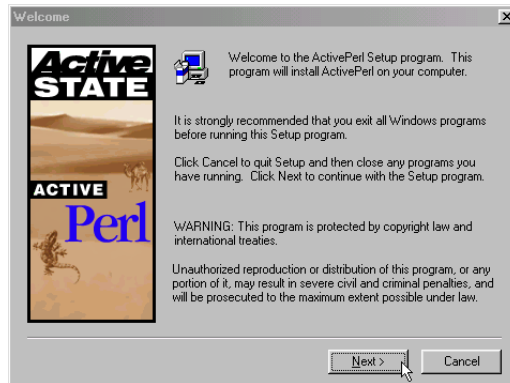 Welcome
Active
STATE
ACTIVE
Perl
Welcome to the ActivePerl Setup program. This
program will install ActivePerl on your computer.
It is strongly recommended that you exit all Windows programs
before running this Setup program.
Click Cancel to quit Setup and then close any programs you
have running. Click Next to continue with the Setup program.
WARNING: This program is protected by copyright law and
international treaties.
Unauthorized reproduction or distribution of this program, or any
portion of it, may result in severe civil and criminal penalties, and
will be prosecuted to the maximum extent possible under law.
Next > Cancel